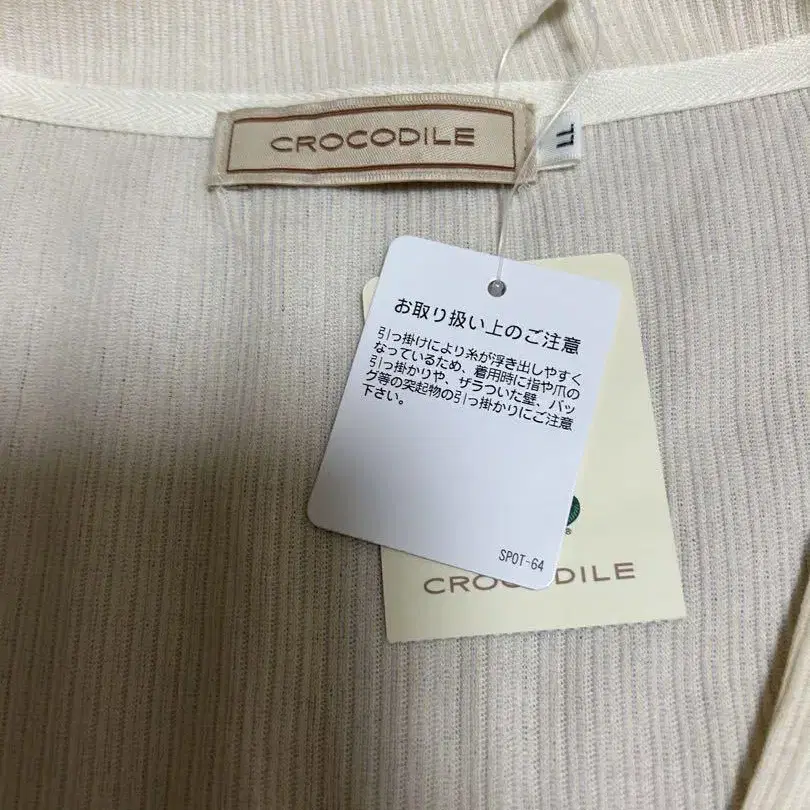 CROCODILE
LL
お取り扱い上のご注意
引っ掛けにより糸が浮き出しやすく
なっているため、着用時に指や爪の
引っ掛かりや、ザラついた壁、バッ
グ等の突起物の引っ掛かりにご注意
下さい。
SPOT-64
®
CROCODILE